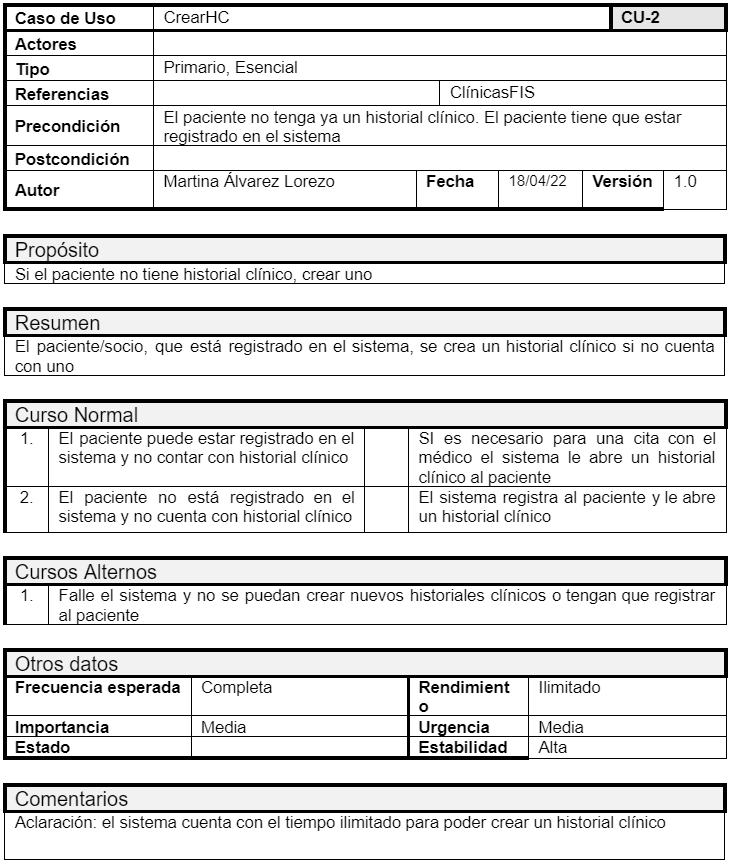 Caso de Uso CrearHC CU-2
Actores
Tipo Primario, Esencial
Referencias ClínicasFIS
Precondición El paciente no tenga ya un historial clínico. El paciente tiene que estar
registrado en el sistema
Postcondición
Autor Martina Álvarez Lorezo Fecha 18/04/22 Versión 1.0
Propósito
Si el paciente no tiene historial clínico, crear uno
Resumen
El paciente/socio, que está registrado en el sistema, se crea un historial clínico si no cuenta
con uno
Curso Normal
1. El paciente puede estar registrado en el SI es necesario para una cita con el
sistema y no contar con historial clínico médico el sistema le abre un historial
clínico al paciente
2. El paciente no está registrado en el El sistema registra al paciente y le abre
sistema y no cuenta con historial clínico un historial clínico
Cursos Alternos
1. Falle el sistema y no se puedan crear nuevos historiales clínicos o tengan que registrar
al paciente
Otros datos
Frecuencia esperada Completa Rendimient Ilimitado
o
Importancia Media Urgencia Media
Estado Estabilidad Alta
Comentarios
Aclaración: el sistema cuenta con el tiempo ilimitado para poder crear un historial clínico